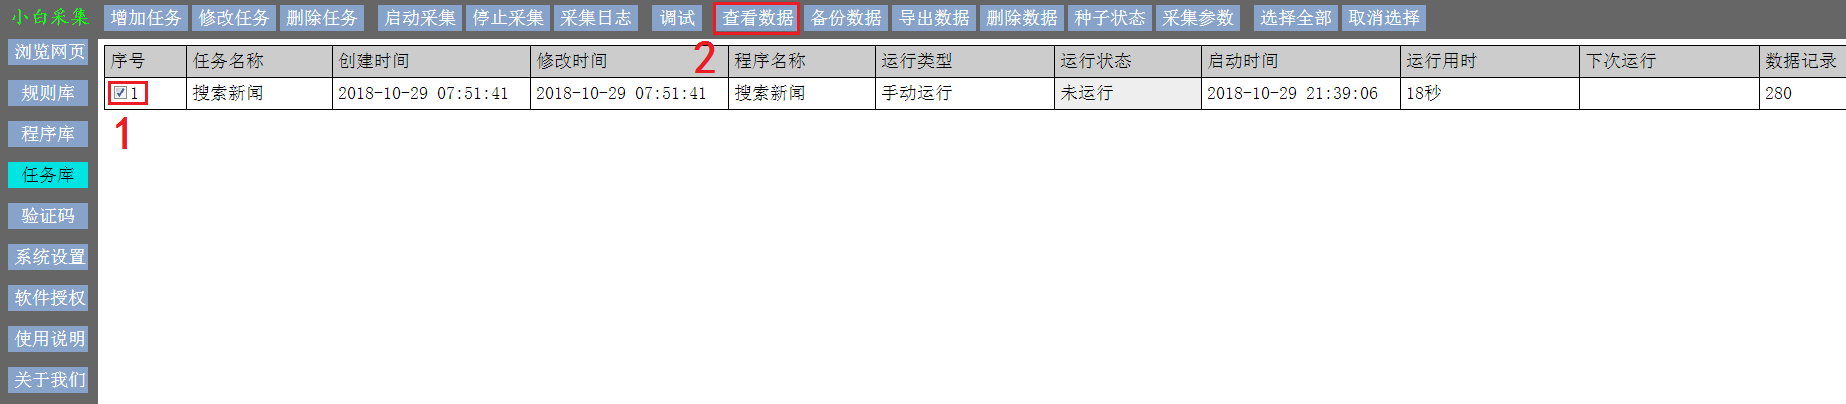 小白采集 增加任务 修改任务 删除任务 启动采集 停止采集 采集日志 调试 查看数据 备份数据 导出数据 删除数据 种子状态 采集参数 选择全部 取消选择
浏览网页
规则库
程序库
任务库
验证码
系统设置
软件授权
使用说明
关于我们
2
序号 任务名称 创建时间 修改时间 程序名称 运行类型 运行状态 启动时间 运行用时 下次运行 数据记录
1 搜索新闻 2018-10-29 07:51:41 2018-10-29 07:51:41 搜索新闻 手动运行 未运行 2018-10-29 21:39:06 18秒 280
1